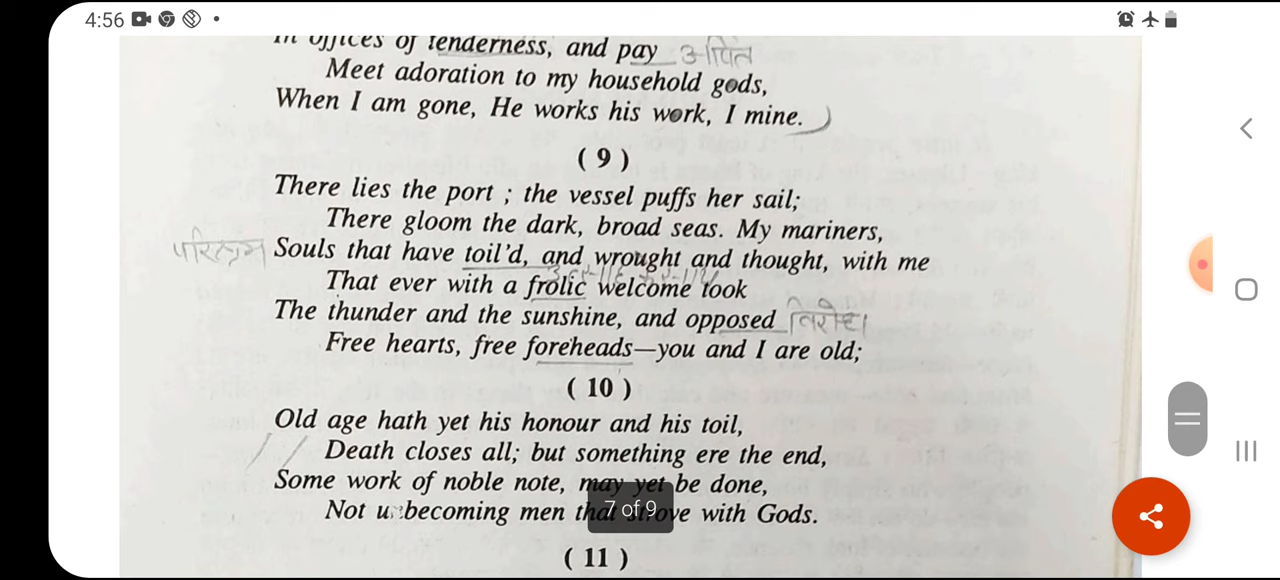 4:56
In offices of tenderness, and pay अर्पित
Meet adoration to my household gods,
When I am gone, He works his work, I mine.
( 9 )
There lies the port ; the vessel puffs her sail;
There gloom the dark, broad seas. My mariners,
परिश्रम Souls that have toil'd, and wrought and thought, with me
That ever with a frolic welcome look
The thunder and the sunshine, and opposed विरोध
Free hearts, free foreheads—you and I are old;
( 10 )
Old age hath yet his honour and his toil,
Death closes all; but something ere the end,
Some work of noble note, may yet be done,
Not unbecoming men that strove with Gods.
7 of 9
( 11 )